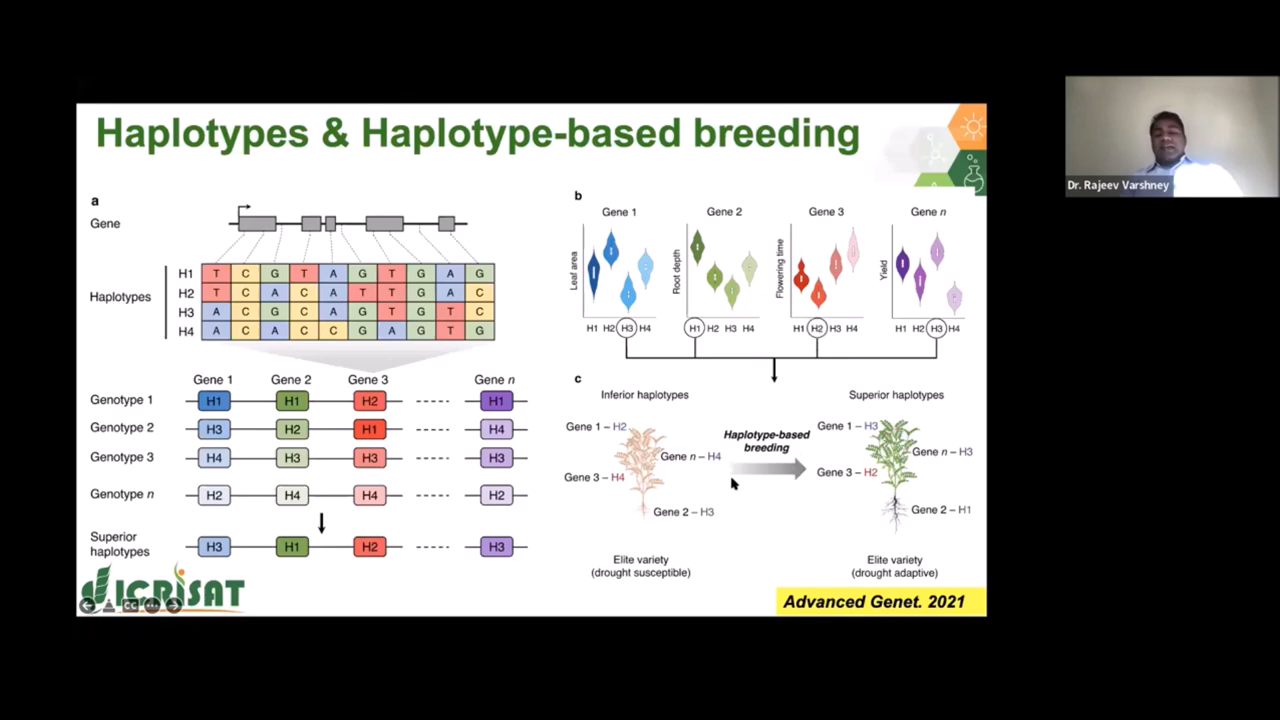 Haplotypes & Haplotype-based breeding
Dr. Rajeev Varshney
a
Gene
Haplotypes
H1 T C G T A G T G A G
H2 T C A C A T T G A C
H3 A C G C A G T G T C
H4 A C A C C G A G T G
Gene 1 Gene 2 Gene 3 Gene n
Genotype 1 H1 H1 H2 H1
Genotype 2 H3 H2 H1 H4
Genotype 3 H4 H3 H3 H3
Genotype n H2 H4 H4 H2
Superior
haplotypes
H3 H1 H2 H3
b
Gene 1 Gene 2 Gene 3 Gene n
Leaf area
Root depth
Flowering time
Yield
H1 H2 H3 H4 H1 H2 H3 H4 H1 H2 H3 H4 H1 H2 H3 H4
c
Inferior haplotypes
Gene 1 – H2
Gene n – H4
Gene 3 – H4
Gene 2 – H3
Elite variety
(drought susceptible)
Haplotype-based
breeding
Superior haplotypes
Gene 1 – H3
Gene n – H3
Gene 3 – H2
Gene 2 – H1
Elite variety
(drought adaptive)
ICRISAT
CC
Advanced Genet. 2021